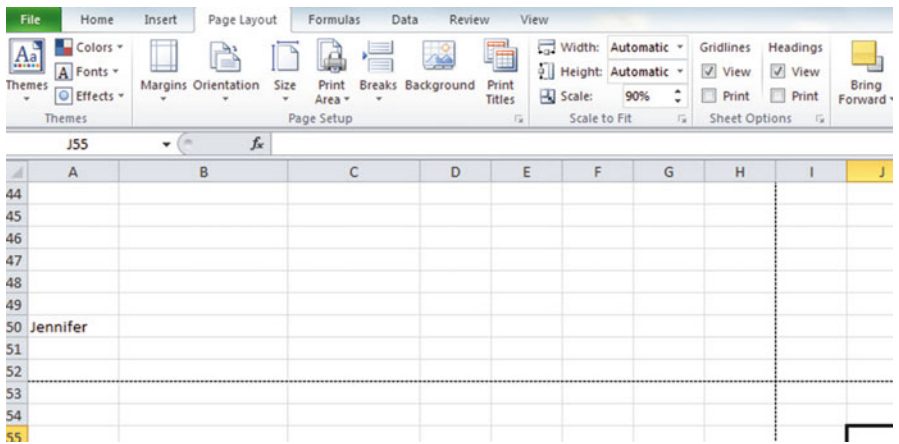 File Home Insert Page Layout Formulas Data Review View
Colors Width: Automatic Gridlines Headings
Aa A Fonts Height: Automatic View View
Themes Effects Margins Orientation Size Print Area Breaks Background Print Titles Scale: 90% Print Print Bring Forward
Themes Page Setup Scale to Fit Sheet Options
J55 fx
A B C D E F G H I J
44
45
46
47
48
49
50 Jennifer
51
52
53
54
55